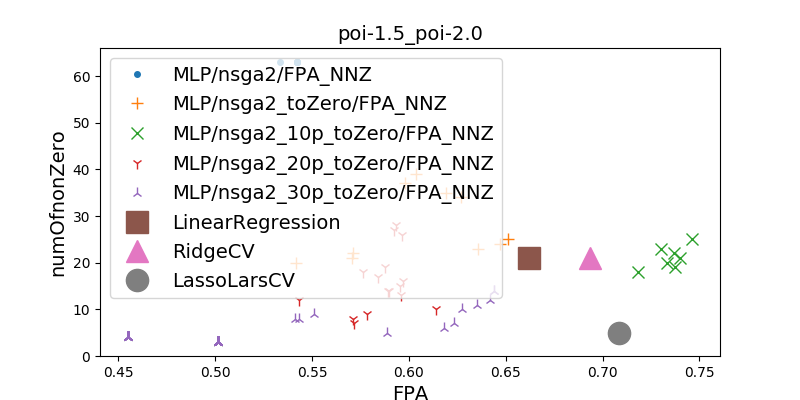 poi-1.5_poi-2.0
MLP/nsga2/FPA_NNZ
MLP/nsga2_toZero/FPA_NNZ
MLP/nsga2_10p_toZero/FPA_NNZ
MLP/nsga2_20p_toZero/FPA_NNZ
MLP/nsga2_30p_toZero/FPA_NNZ
LinearRegression
RidgeCV
LassoLarsCV
numOfnonZero
60
50
40
30
20
10
0
0.45 0.50 0.55 0.60 0.65 0.70 0.75
FPA